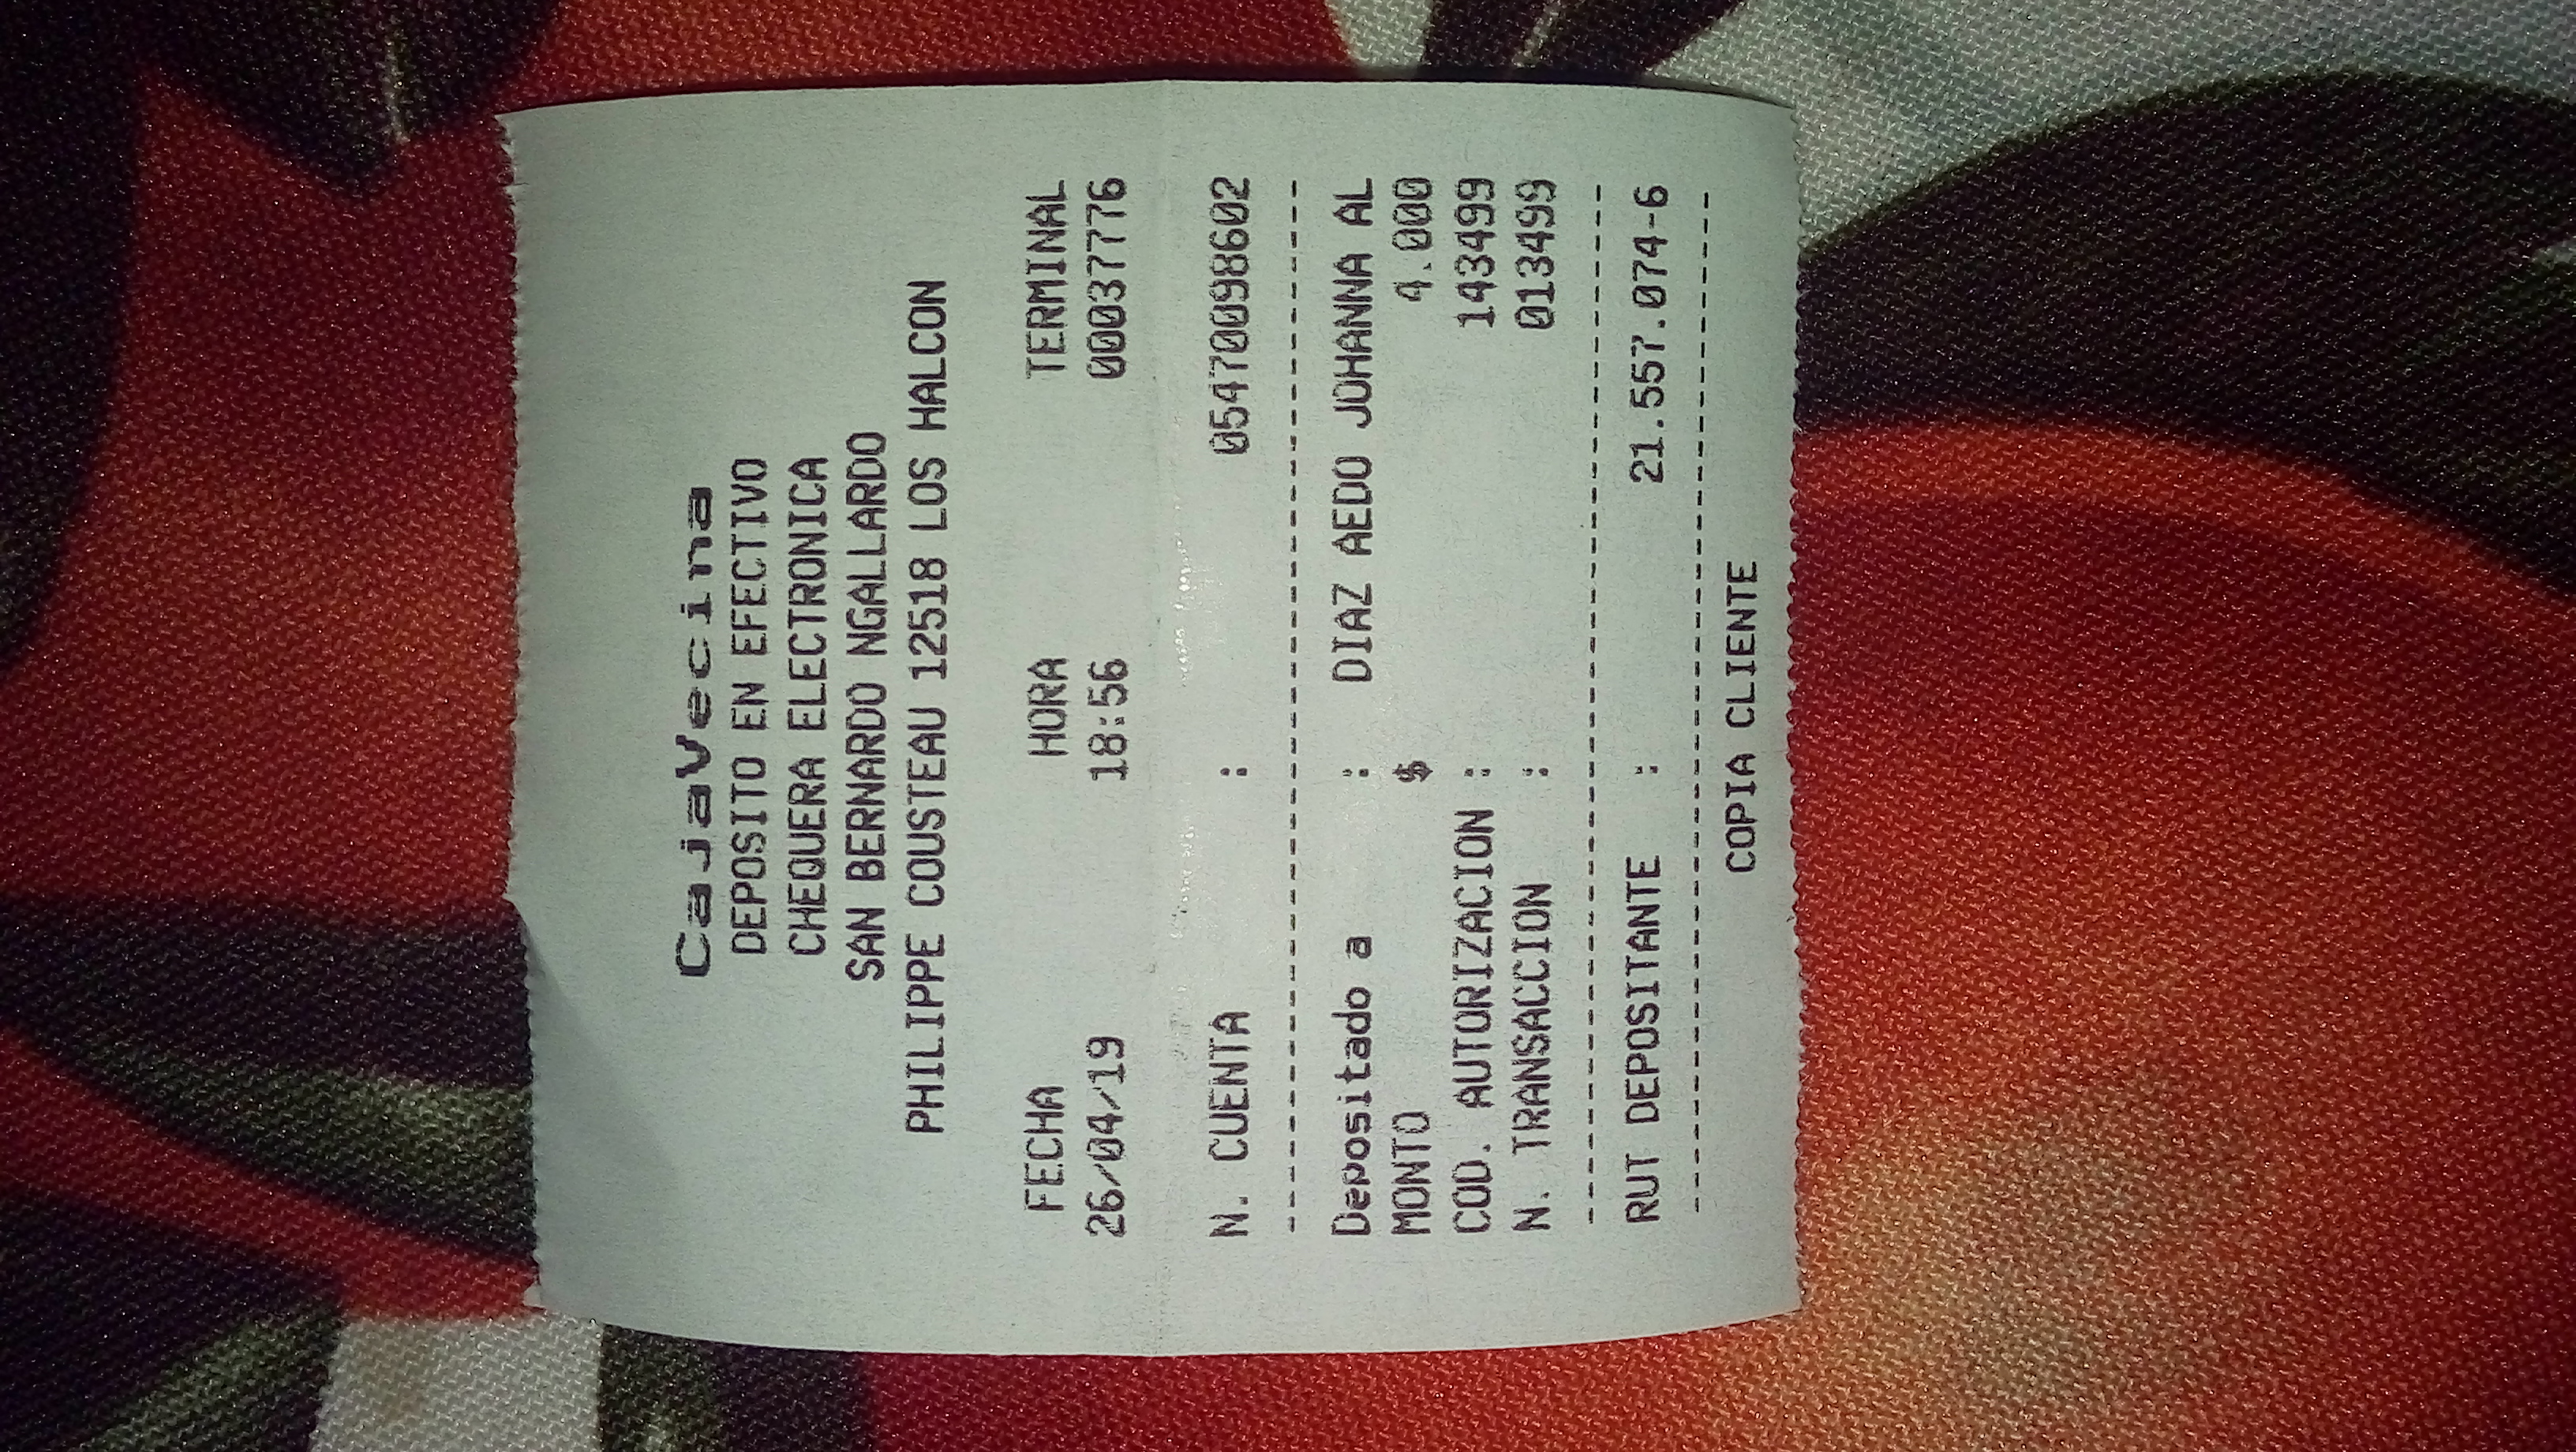 CajaVecina
DEPOSITO EN EFECTIVO
CHEQUERA ELECTRONICA
SAN BERNARDO NGALLARDO
PHILIPPE COUSTEAU 12518 LOS HALCON
FECHA HORA TERMINAL
26/04/19 18:56 00037776
N. CUENTA : 05470098602
Depositado a : DIAZ AEDO JOHANNA AL
MONTO $ 4.000
COD. AUTORIZACION : 143499
N. TRANSACCION : 013499
RUT DEPOSITANTE : 21.557.074-6
COPIA CLIENTE